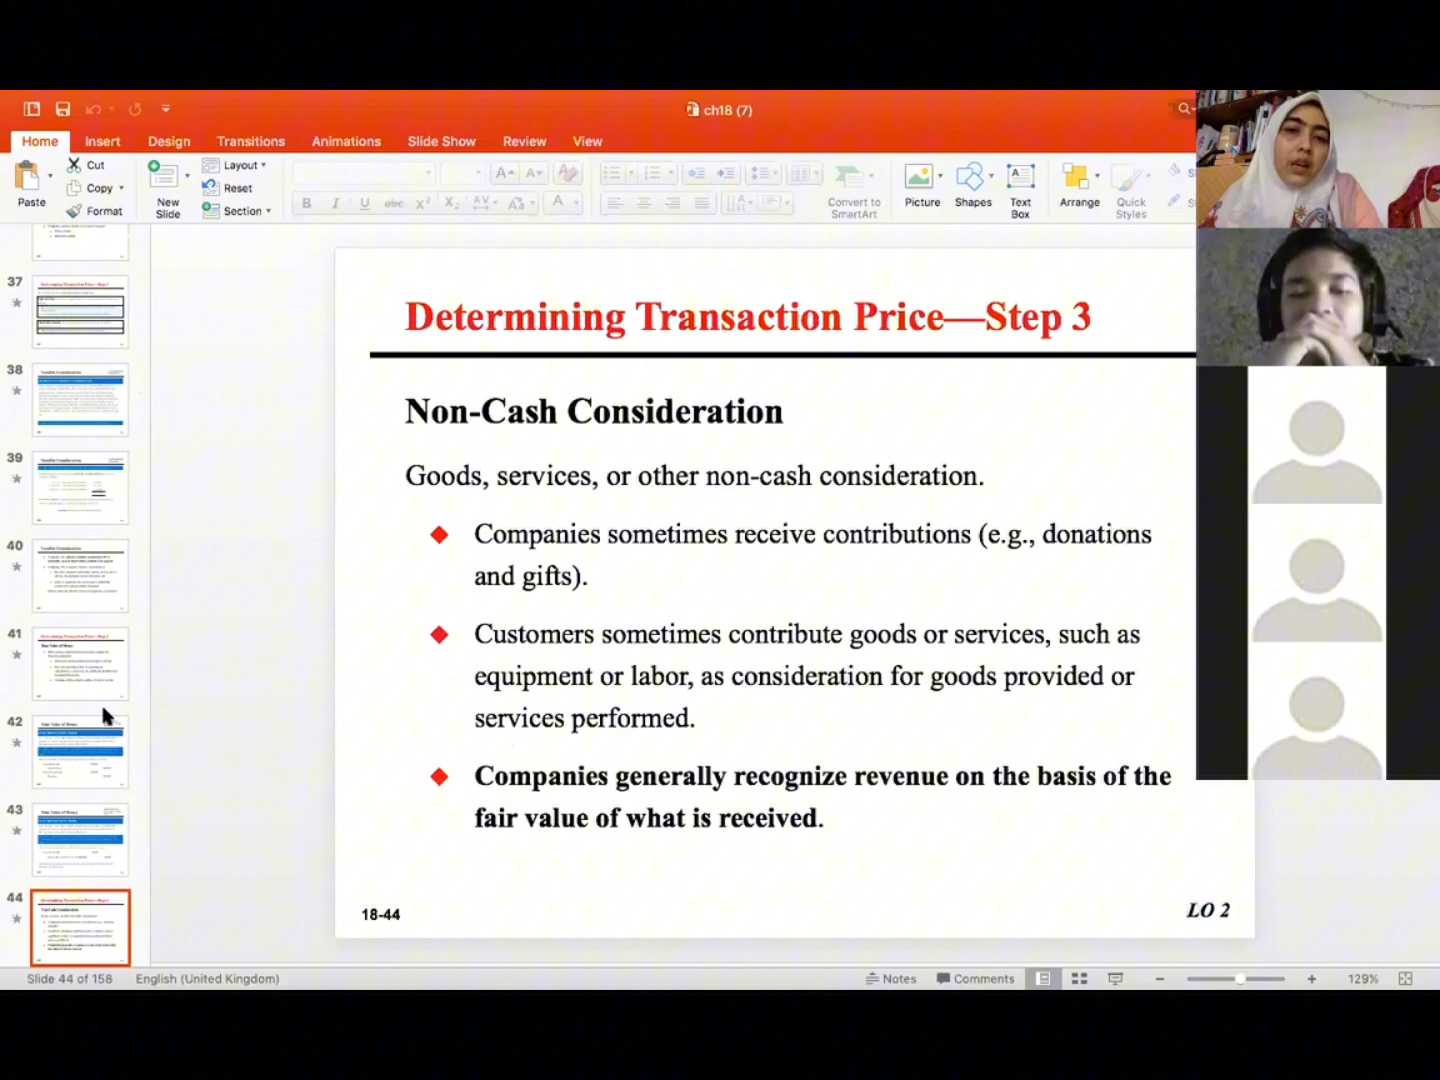 ch18 (7)
Home Insert Design Transitions Animations Slide Show Review View
Paste
Cut
Copy
Format
New
Slide
Layout
Reset
Section
B I U abc X² X₂ AV Aa A
Convert to
SmartArt
Picture
Shapes
Text
Box
Arrange
Quick
Styles
37
38
39
40
41
42
43
44
Determining Transaction Price—Step 3
Non-Cash Consideration
Goods, services, or other non-cash consideration.
Companies sometimes receive contributions (e.g., donations
and gifts).
Customers sometimes contribute goods or services, such as
equipment or labor, as consideration for goods provided or
services performed.
Companies generally recognize revenue on the basis of the
fair value of what is received.
18-44
LO 2
Slide 44 of 158 English (United Kingdom) Notes Comments 129%